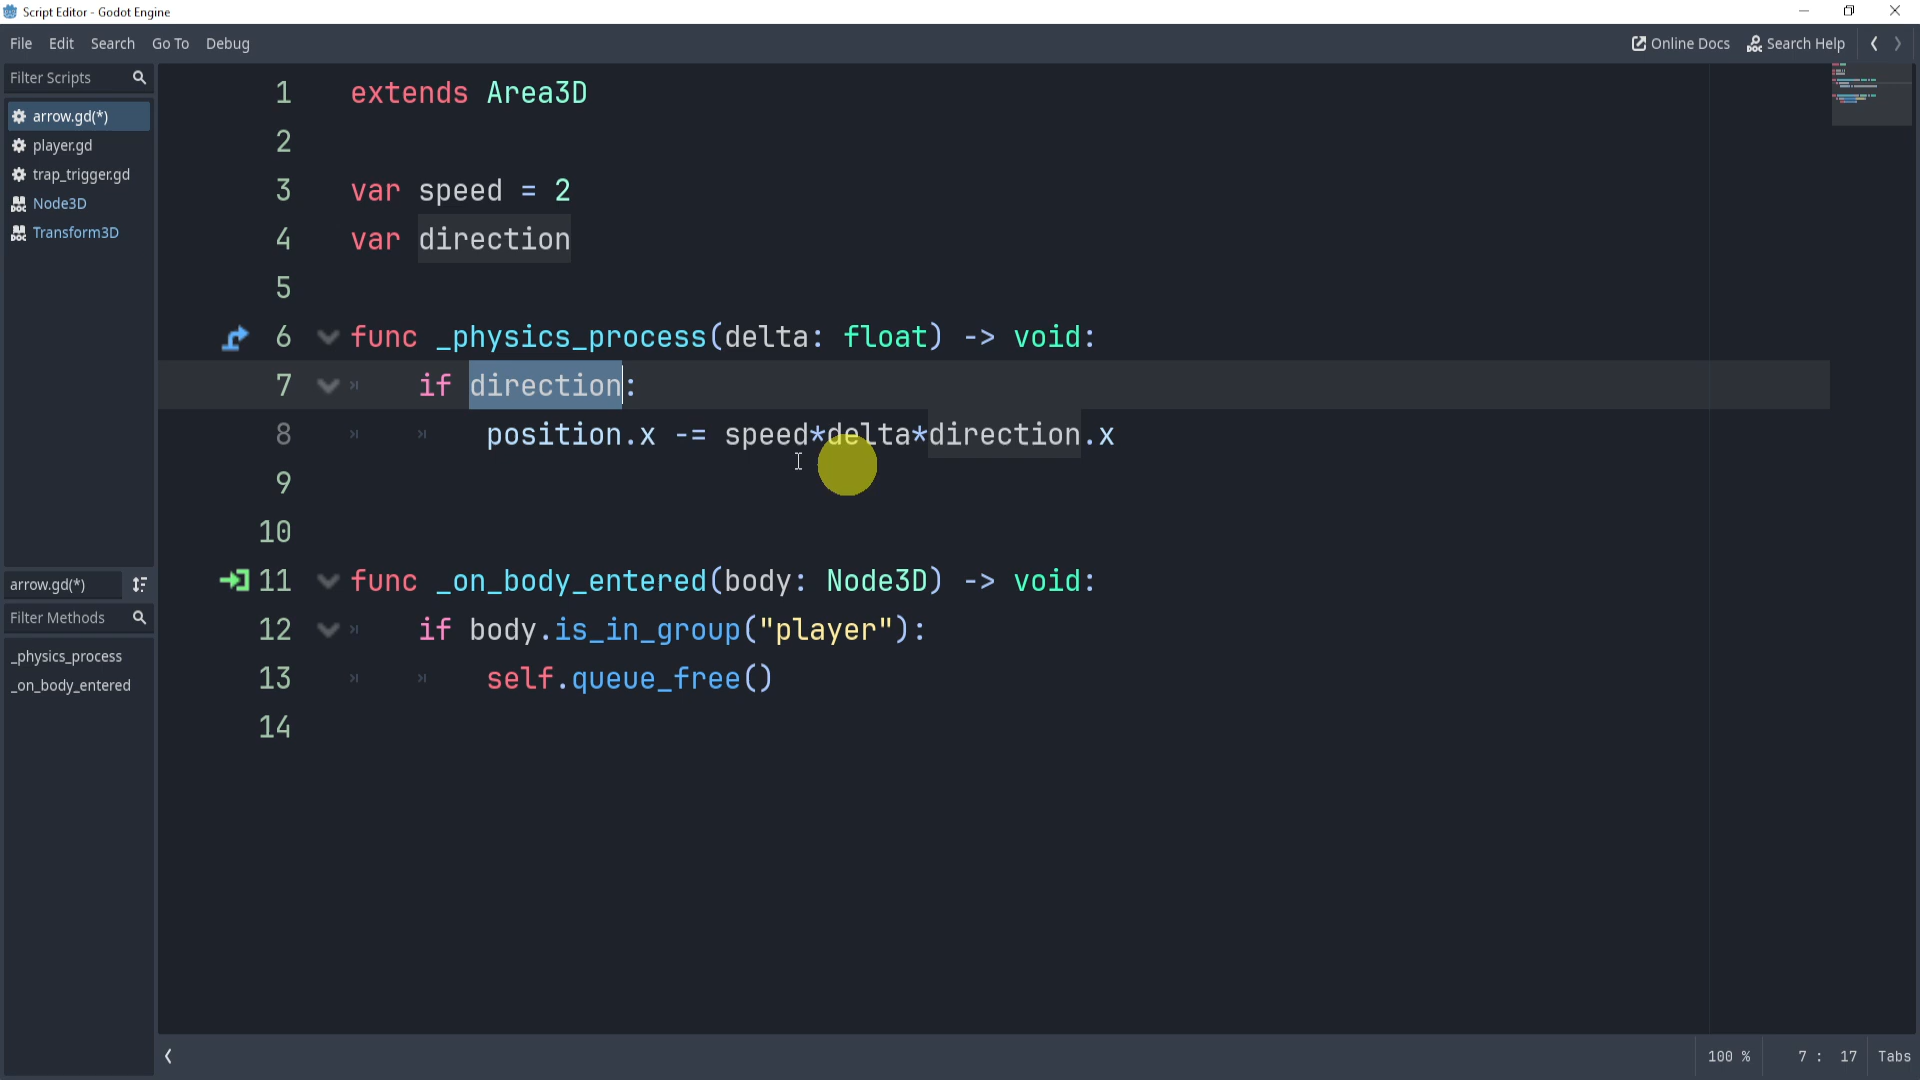 Script Editor - Godot Engine
File Edit Search Go To Debug
Online Docs Search Help
Filter Scripts
arrow.gd(*)
player.gd
trap_trigger.gd
Node3D
Transform3D
arrow.gd(*)
Filter Methods
_physics_process
_on_body_entered
1 extends Area3D
2
3 var speed = 2
4 var direction
5
6 func _physics_process(delta: float) -> void:
7 if direction:
8 position.x -= speed*delta*direction.x
9
10
11 func _on_body_entered(body: Node3D) -> void:
12 if body.is_in_group("player"):
13 self.queue_free()
14
100 % 7 : 17 Tabs